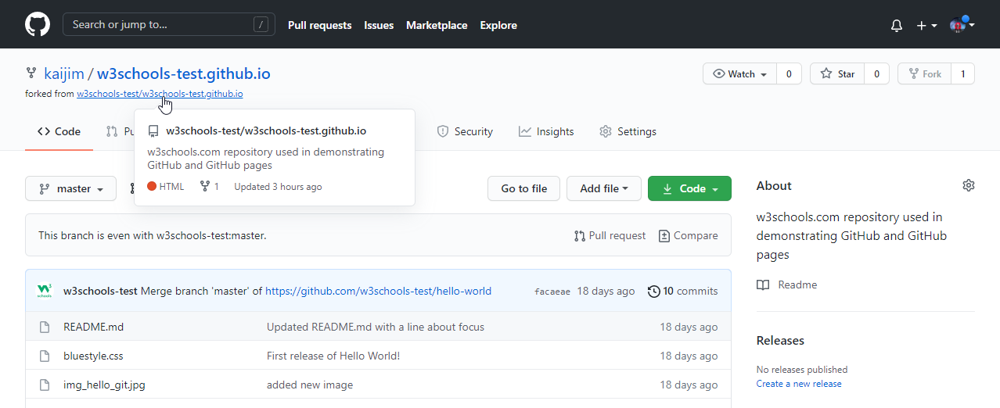 Search or jump to... / Pull requests Issues Marketplace Explore
kaijim / w3schools-test.github.io Watch 0 Star 0 Fork 1
forked from w3schools-test/w3schools-test.github.io
Code Pu Security Insights Settings
w3schools-test/w3schools-test.github.io
w3schools.com repository used in demonstrating
GitHub and GitHub pages
HTML 1 Updated 3 hours ago
master Go to file Add file Code
This branch is even with w3schools-test:master. Pull request Compare
w3schools-test Merge branch 'master' of https://github.com/w3schools-test/hello-world facaeae 18 days ago 10 commits
README.md Updated README.md with a line about focus 18 days ago
bluestyle.css First release of Hello World! 18 days ago
img_hello_git.jpg added new image 18 days ago
About
w3schools.com repository used in
demonstrating GitHub and GitHub
pages
Readme
Releases
No releases published
Create a new release